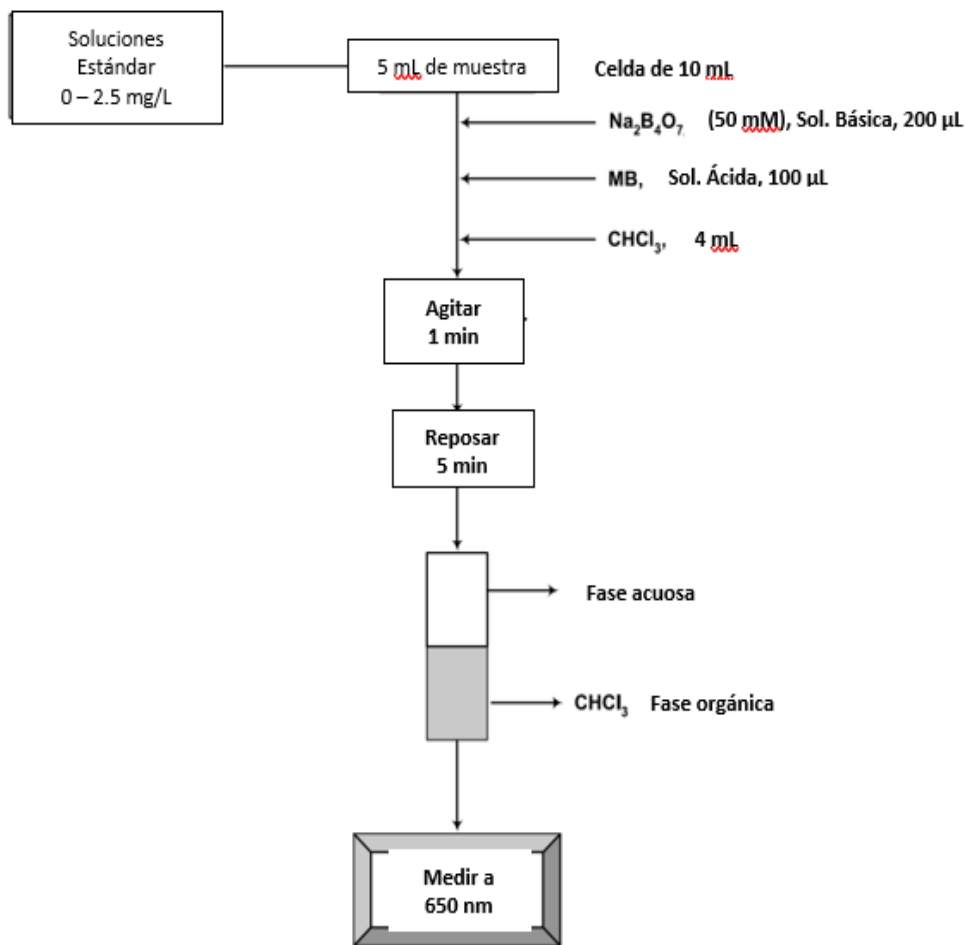 Soluciones
Estándar
0 – 2.5 mg/L
5 mL de muestra
Celda de 10 mL
Na₂B₄O₇, (50 mM), Sol. Básica, 200 µL
MB, Sol. Ácida, 100 µL
CHCl₃, 4 mL
Agitar
1 min
Reposar
5 min
Fase acuosa
CHCl₃ Fase orgánica
Medir a
650 nm